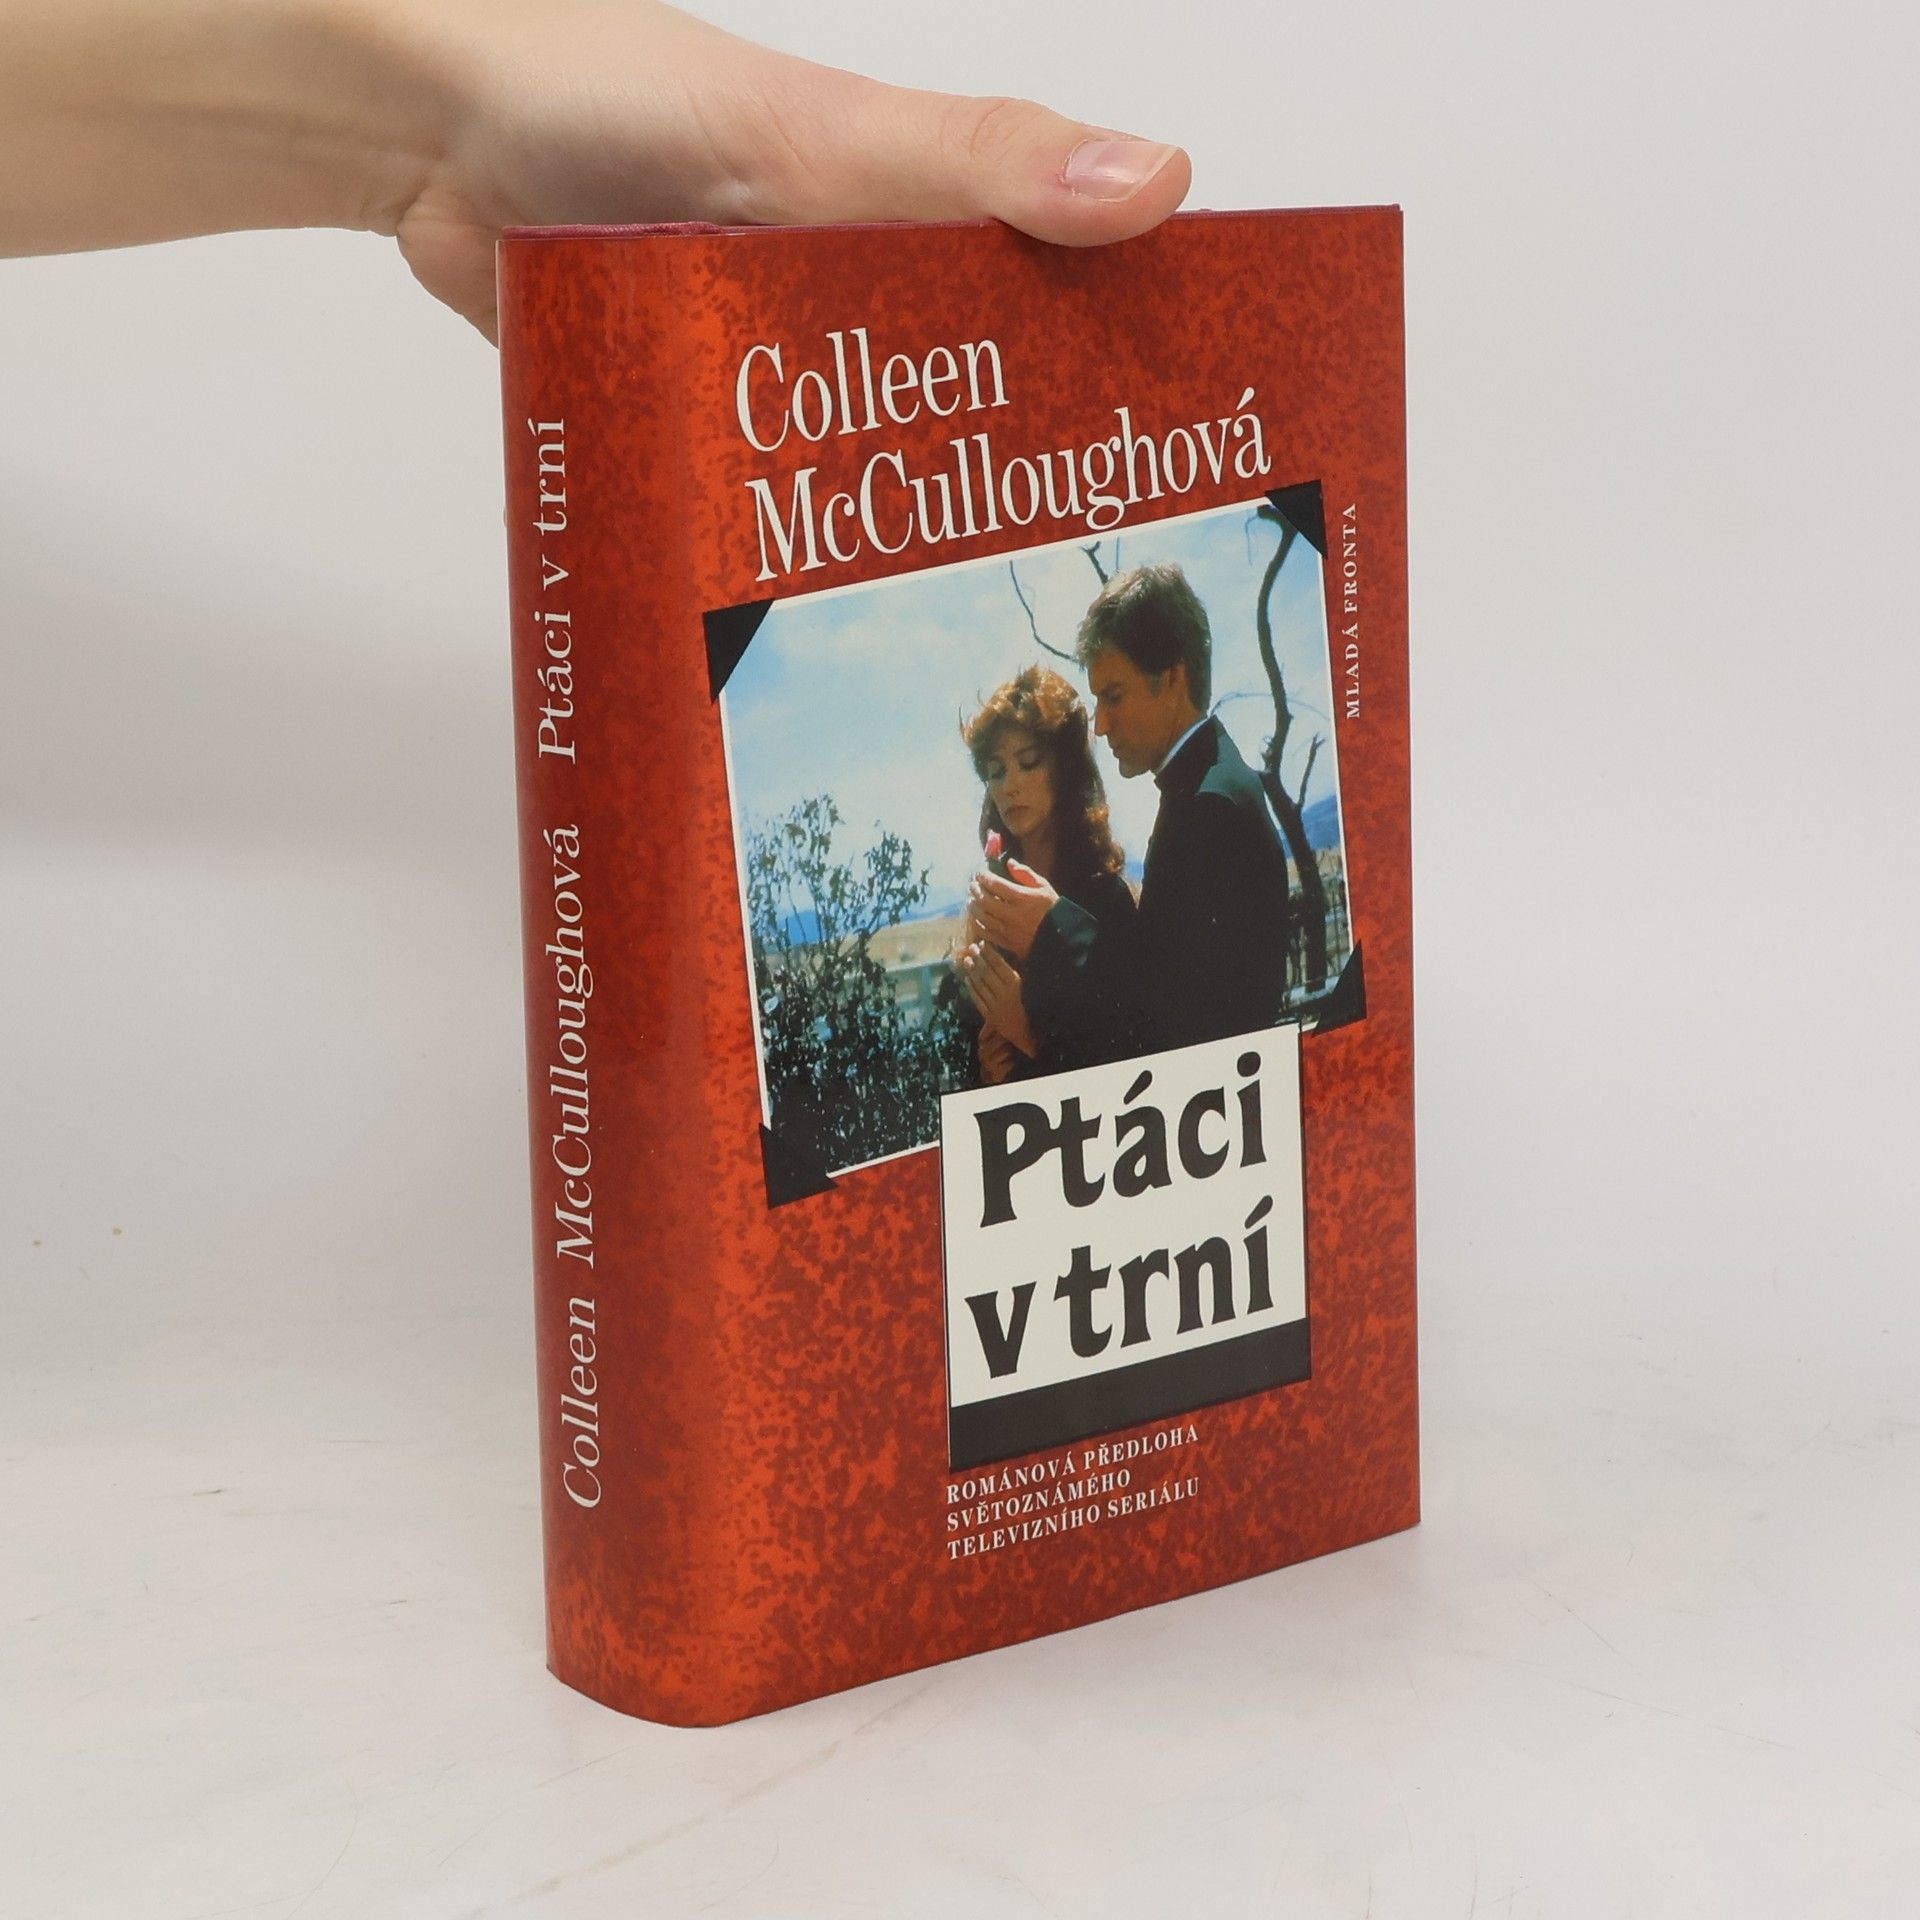 Colleen McCulloughová Ptáci v trní
Colleen
McCulloughová
MLADÁ FRONTA
Ptáci
v trní
ROMÁNOVÁ PŘEDLOHA
SVĚTOZNÁMÉHO
TELEVIZNÍHO SERIÁLU